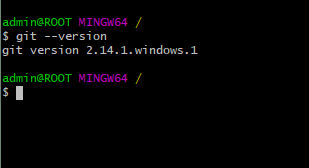 admin@ROOT MINGW64 /
$ git --version
git version 2.14.1.windows.1
admin@ROOT MINGW64 /
$